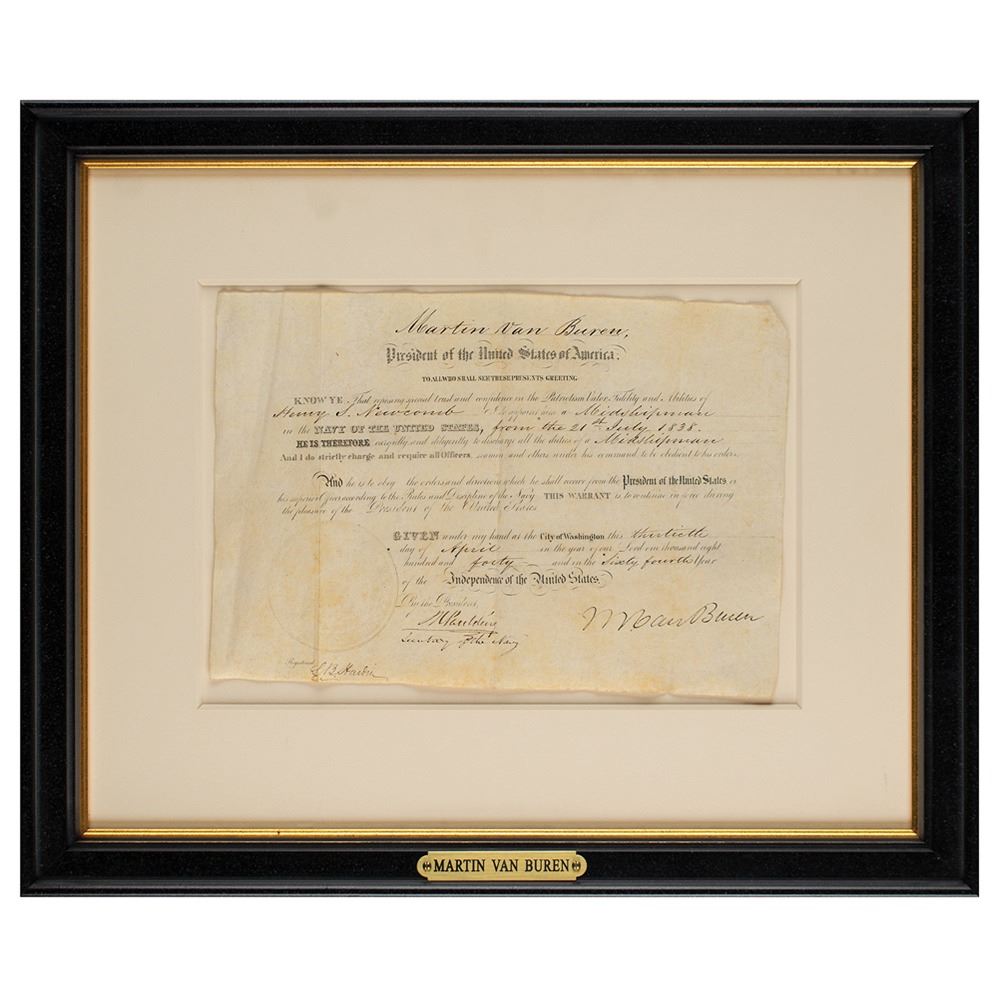 Martin Van Buren,
President of the United States of America.
TO ALL WHO SHALL SEE THESE PRESENTS GREETING
KNOW YE, That reposing special trust and confidence in the Patriotism Valor, Fidelity and Abilities of
Henry S. Newcomb I do appoint him a Midshipman
in the NAVY OF THE UNITED STATES, from the 21st July 1838.
HE IS THEREFORE carefully and diligently to discharge all the duties of a Midshipman
And I do strictly charge and require all Officers, seamen and others under his command to be obedient to his orders.
And he is to obey the orders and directions which he shall receive from the President of the United States or
his superior Officer according to the Rules and Discipline of the Navy THIS WARRANT is to continue in force during
the pleasure of the President of the United States
GIVEN under my hand at the City of Washington this thirtieth
day of April in the year of our Lord one thousand eight
hundred and forty and in the Sixty fourth Year
of the Independence of the United States.
By the President,
M Van Buren
JK Paulding
Secretary of the Navy
Registered
MARTIN VAN BUREN